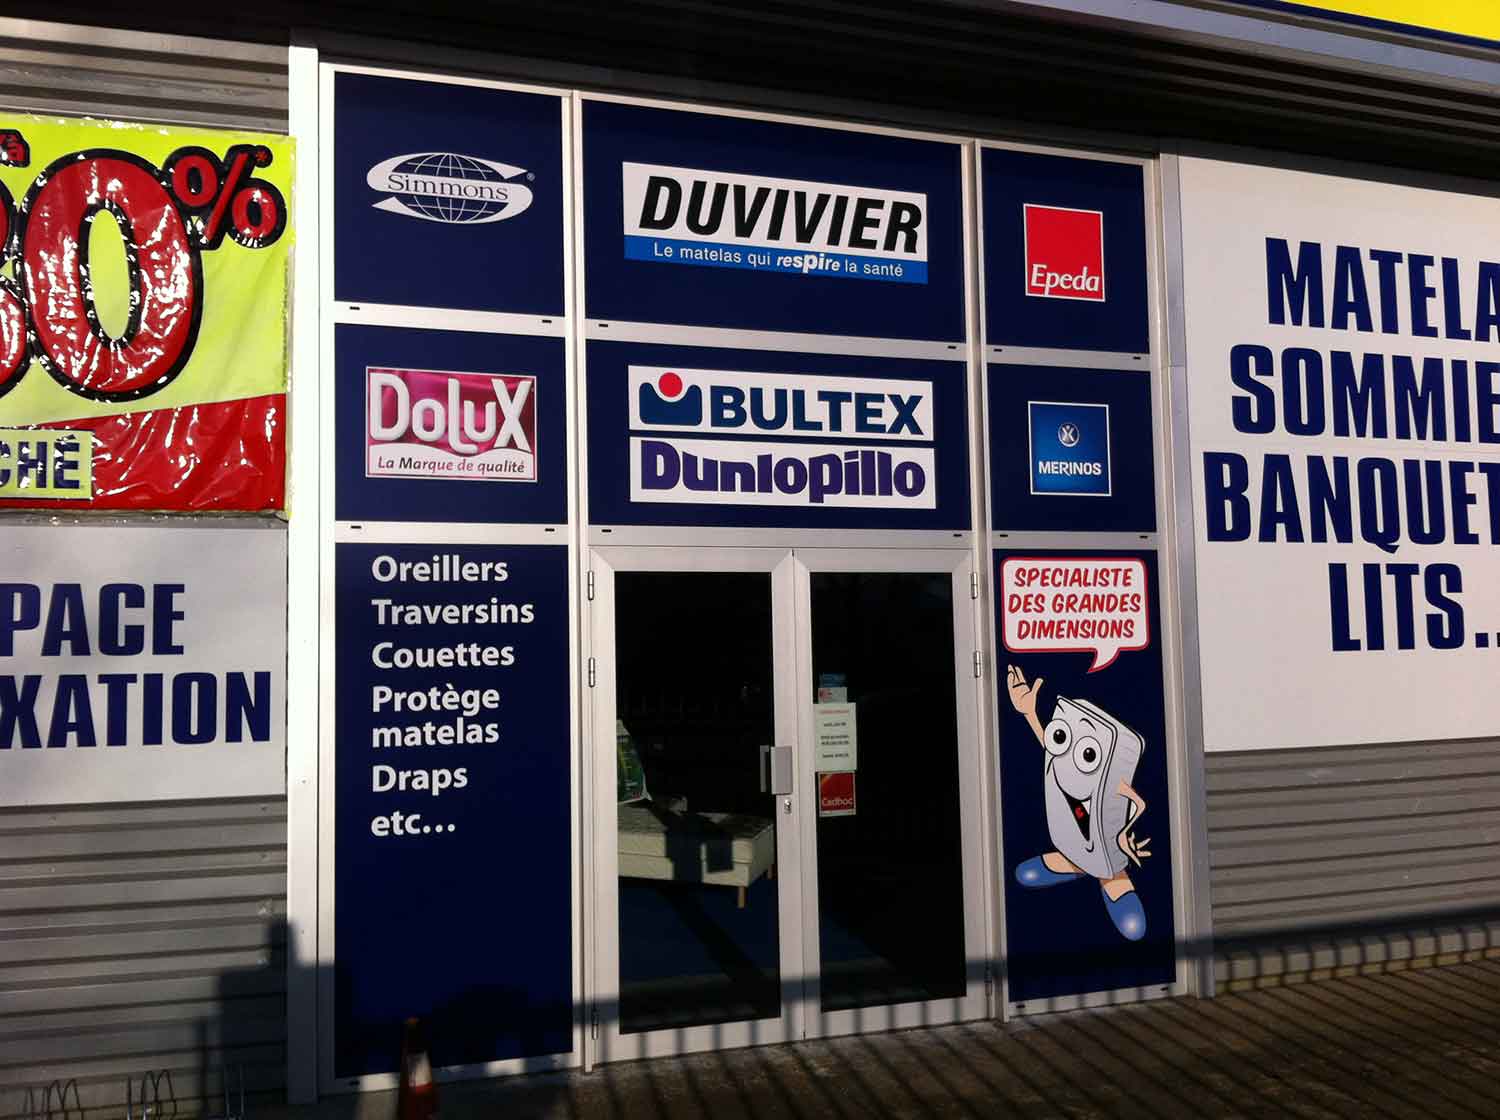 à
80%*
CHÉ
PACE
XATION
Simmons®
DUVIVIER
Le matelas qui respire la santé
Epeda
DoLuX
La Marque de qualité
BULTEX
Dunlopillo
MERINOS
Oreillers
Traversins
Couettes
Protège
matelas
Draps
etc...
SPECIALISTE
DES GRANDES
DIMENSIONS
Cadhoc
MATELA
SOMMIE
BANQUET
LITS...